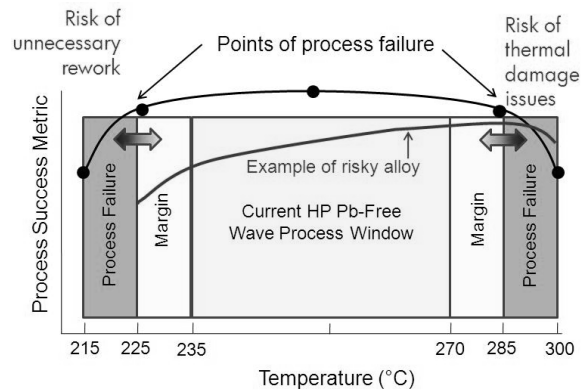 Risk of
unnecessary
rework
Points of process failure
Risk of
thermal
damage
issues
Process Success Metric
Process Failure
Margin
Example of risky alloy
Current HP Pb-Free
Wave Process Window
Margin
Process Failure
215 225 235 270 285 300
Temperature (°C)